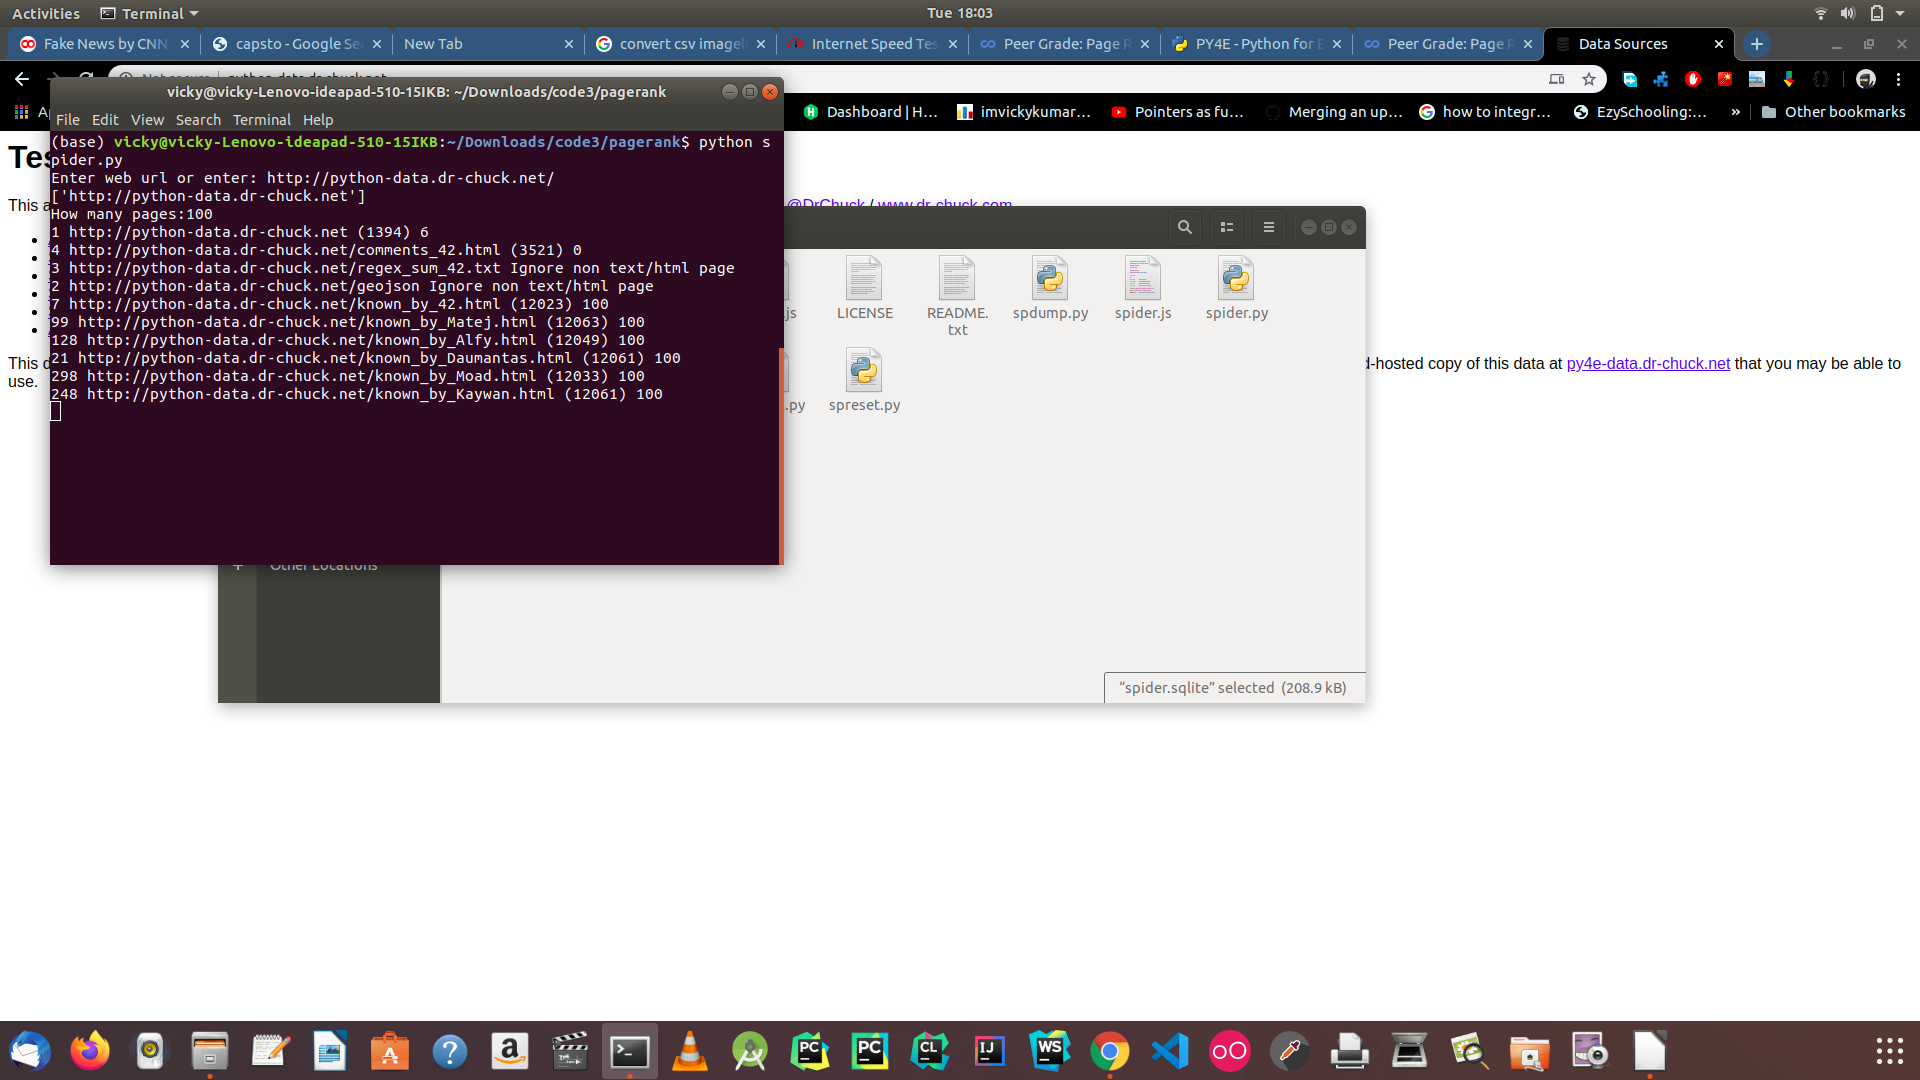 Activities
Terminal
Tue 18:03
Fake News by CNN
capsto - Google Se
New Tab
convert csv image
Internet Speed Tes
Peer Grade: Page R
PY4E - Python for E
Peer Grade: Page R
Data Sources
vicky@vicky-Lenovo-ideapad-510-15IKB: ~/Downloads/code3/pagerank
Dashboard | H...
imvickykumar...
Pointers as fu...
Merging an up...
how to integr...
EzySchooling:...
»
Other bookmarks
File Edit View Search Terminal Help
(base) vicky@vicky-Lenovo-ideapad-510-15IKB:~/Downloads/code3/pagerank$ python s
pider.py
Enter web url or enter: http://python-data.dr-chuck.net/
['http://python-data.dr-chuck.net']
How many pages:100
1 http://python-data.dr-chuck.net (1394) 6
4 http://python-data.dr-chuck.net/comments_42.html (3521) 0
3 http://python-data.dr-chuck.net/regex_sum_42.txt Ignore non text/html page
2 http://python-data.dr-chuck.net/geojson Ignore non text/html page
7 http://python-data.dr-chuck.net/known_by_42.html (12023) 100
99 http://python-data.dr-chuck.net/known_by_Matej.html (12063) 100
128 http://python-data.dr-chuck.net/known_by_Alfy.html (12049) 100
21 http://python-data.dr-chuck.net/known_by_Daumantas.html (12061) 100
298 http://python-data.dr-chuck.net/known_by_Moad.html (12033) 100
248 http://python-data.dr-chuck.net/known_by_Kaywan.html (12061) 100
This
@DrChuck / www.dr-chuck.com
.js
LICENSE
README.
txt
spdump.py
spider.js
spider.py
This
d-hosted copy of this data at py4e-data.dr-chuck.net that you may be able to
use.
.py
spreset.py
Other Locations
“spider.sqlite” selected (208.9 kB)